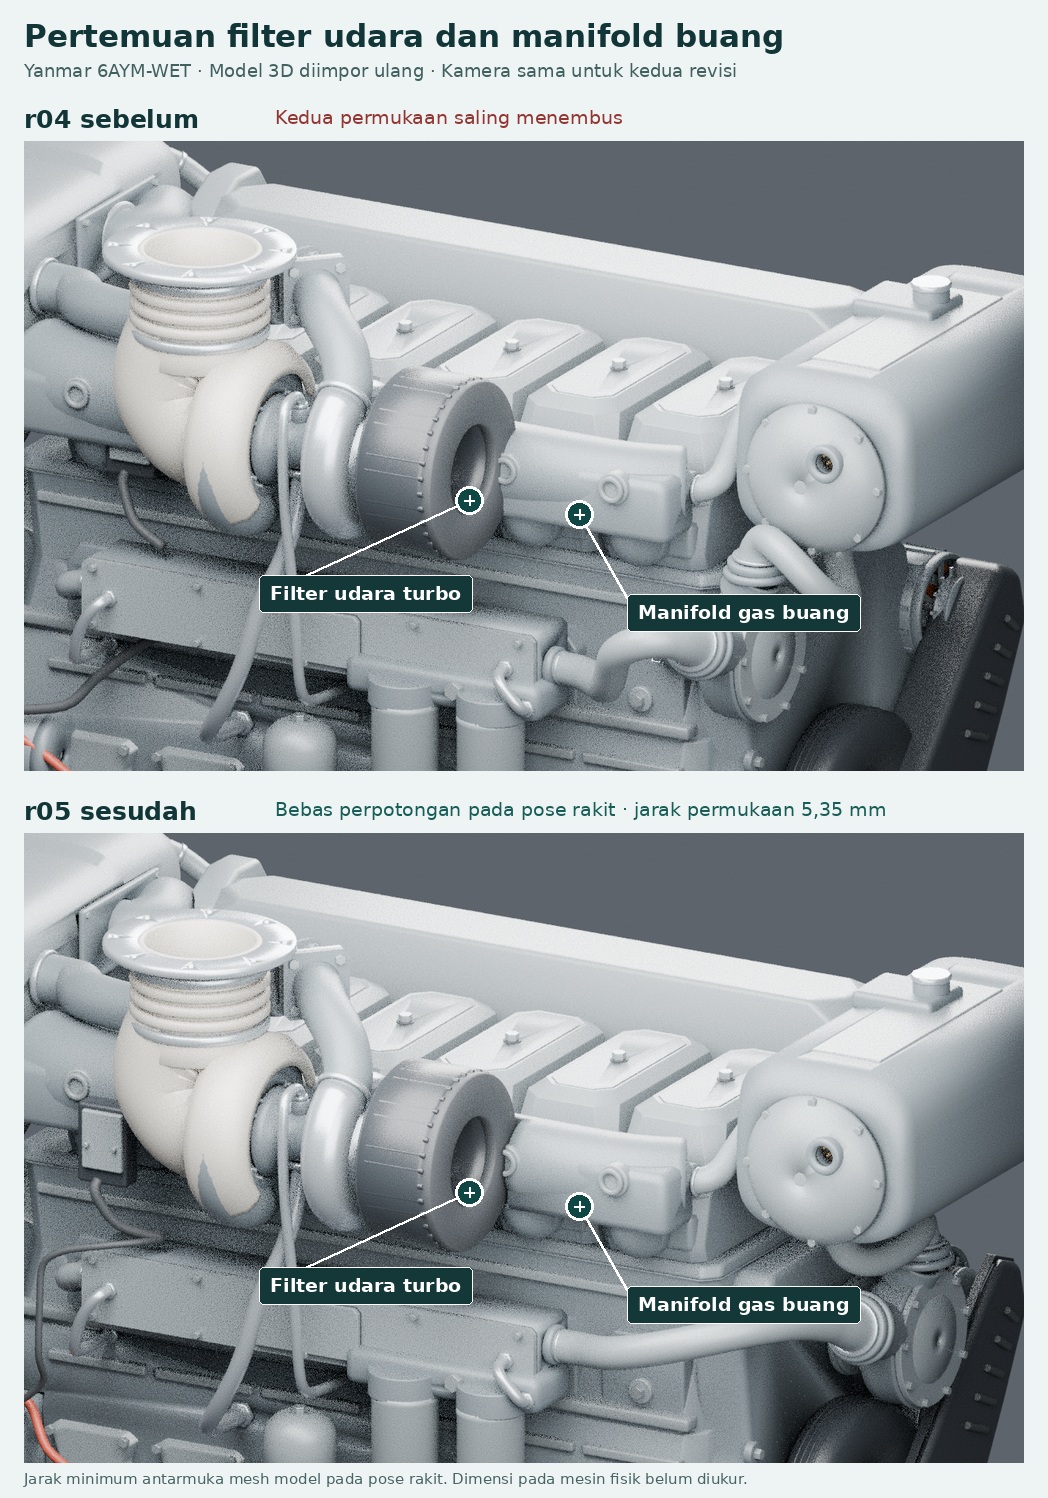 Pertemuan filter udara dan manifold buang
Yanmar 6AYM-WET · Model 3D diimpor ulang · Kamera sama untuk kedua revisi
r04 sebelum
Kedua permukaan saling menembus
Filter udara turbo
Manifold gas buang
r05 sesudah
Bebas perpotongan pada pose rakit · jarak permukaan 5,35 mm
Filter udara turbo
Manifold gas buang
Jarak minimum antarmuka mesh model pada pose rakit. Dimensi pada mesin fisik belum diukur.